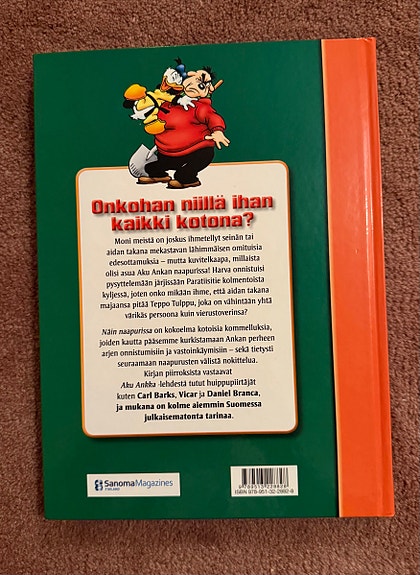 Onkohan niillä ihan
kaikki kotona?
Moni meistä on joskus ihmetellyt seinän tai
aidan takana mekastavan lähimmäisen omituisia
edesottamuksia – mutta kuvitelkaapa, millaista
olisi asua Aku Ankan naapurissa! Harva onnistuisi
pysyttelemään järjissään Paratiisitie kolmentoista
kyljessä, joten onko mikään ihme, että aidan takana
majaansa pitää Teppo Tulppu, joka on vähintään yhtä
värikäs persoona kuin vierustoverinsa?
Näin naapurissa on kokoelma kotoisia kommelluksia,
joiden kautta pääsemme kurkistamaan Ankan perheen
arjen onnistumisiin ja vastoinkäymisiin – sekä tietysti
seuraamaan naapurusten välistä nokittelua.
Kirjan piirroksista vastaavat
Aku Ankka -lehdestä tutut huippupiirtäjät
kuten Carl Barks, Vicar ja Daniel Branca,
ja mukana on kolme aiemmin Suomessa
julkaisematonta tarinaa.
SanomaMagazines
FINLAND